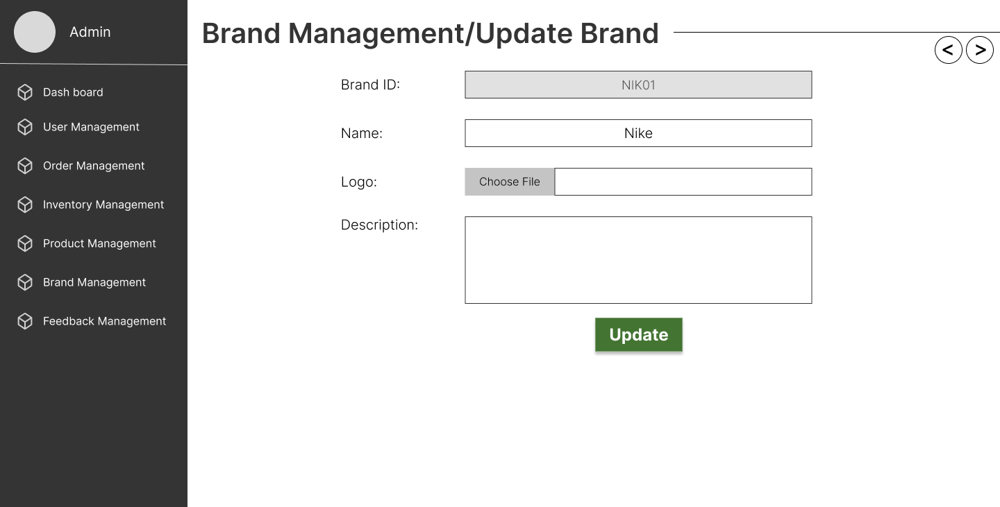 Admin
Dash board
User Management
Order Management
Inventory Management
Product Management
Brand Management
Feedback Management
Brand Management/Update Brand
< >
Brand ID: NIK01
Name: Nike
Logo: Choose File
Description:
Update